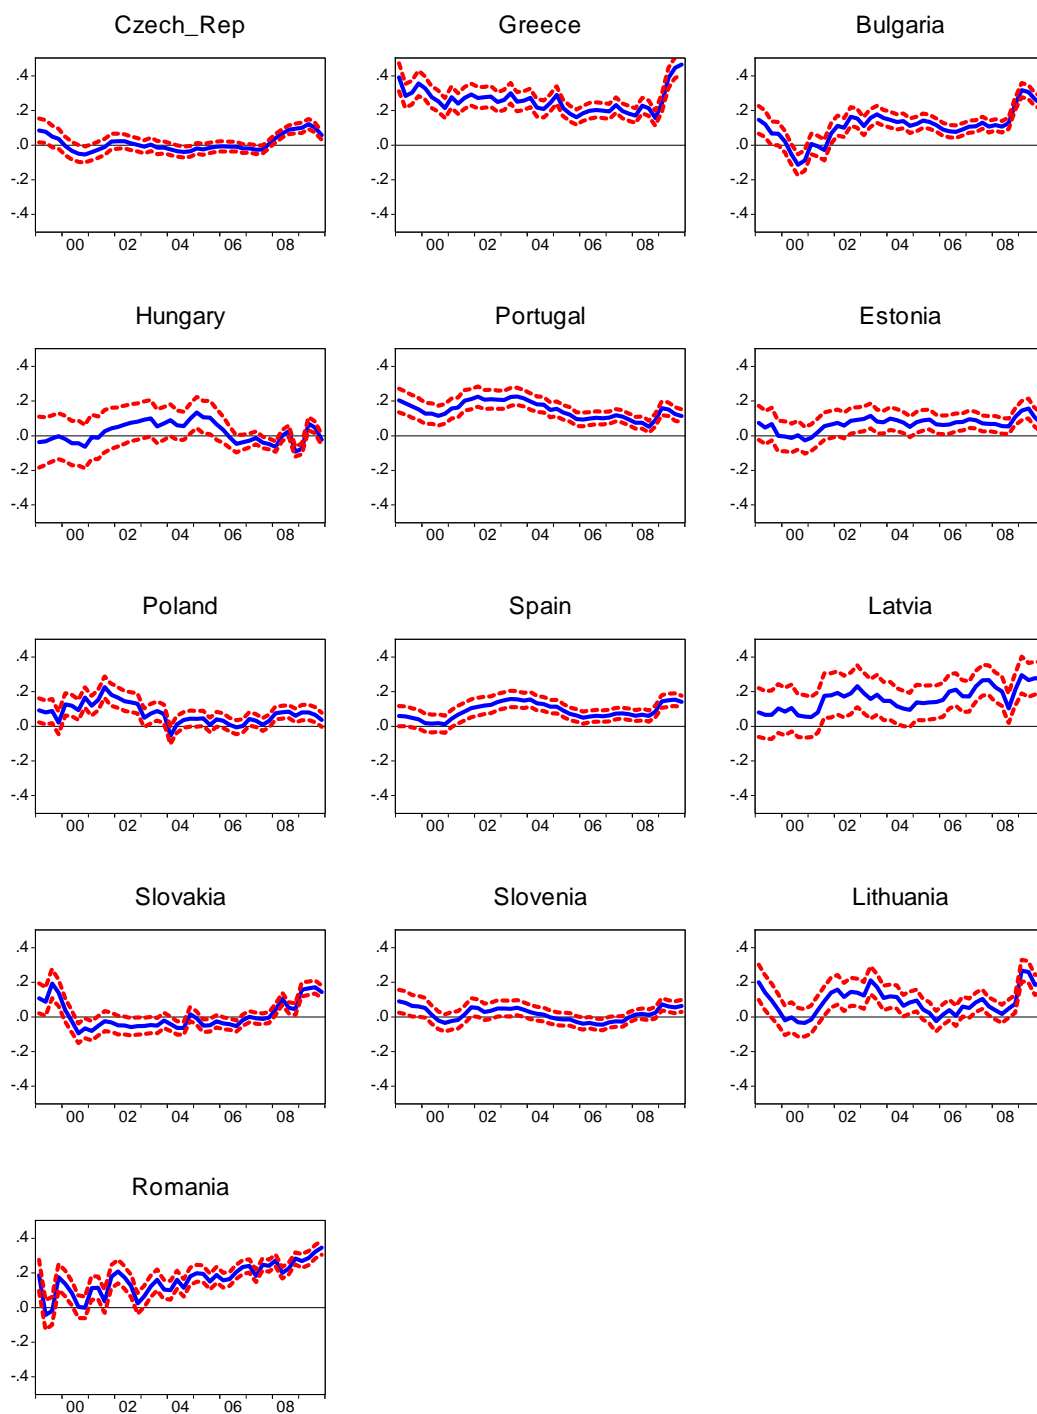 Czech_Rep Greece Bulgaria
.4 .4 .4
.2 .2 .2
.0 .0 .0
-.2 -.2 -.2
-.4 -.4 -.4
00 02 04 06 08 00 02 04 06 08 00 02 04 06 08
Hungary Portugal Estonia
.4 .4 .4
.2 .2 .2
.0 .0 .0
-.2 -.2 -.2
-.4 -.4 -.4
00 02 04 06 08 00 02 04 06 08 00 02 04 06 08
Poland Spain Latvia
.4 .4 .4
.2 .2 .2
.0 .0 .0
-.2 -.2 -.2
-.4 -.4 -.4
00 02 04 06 08 00 02 04 06 08 00 02 04 06 08
Slovakia Slovenia Lithuania
.4 .4 .4
.2 .2 .2
.0 .0 .0
-.2 -.2 -.2
-.4 -.4 -.4
00 02 04 06 08 00 02 04 06 08 00 02 04 06 08
Romania
.4
.2
.0
-.2
-.4
00 02 04 06 08